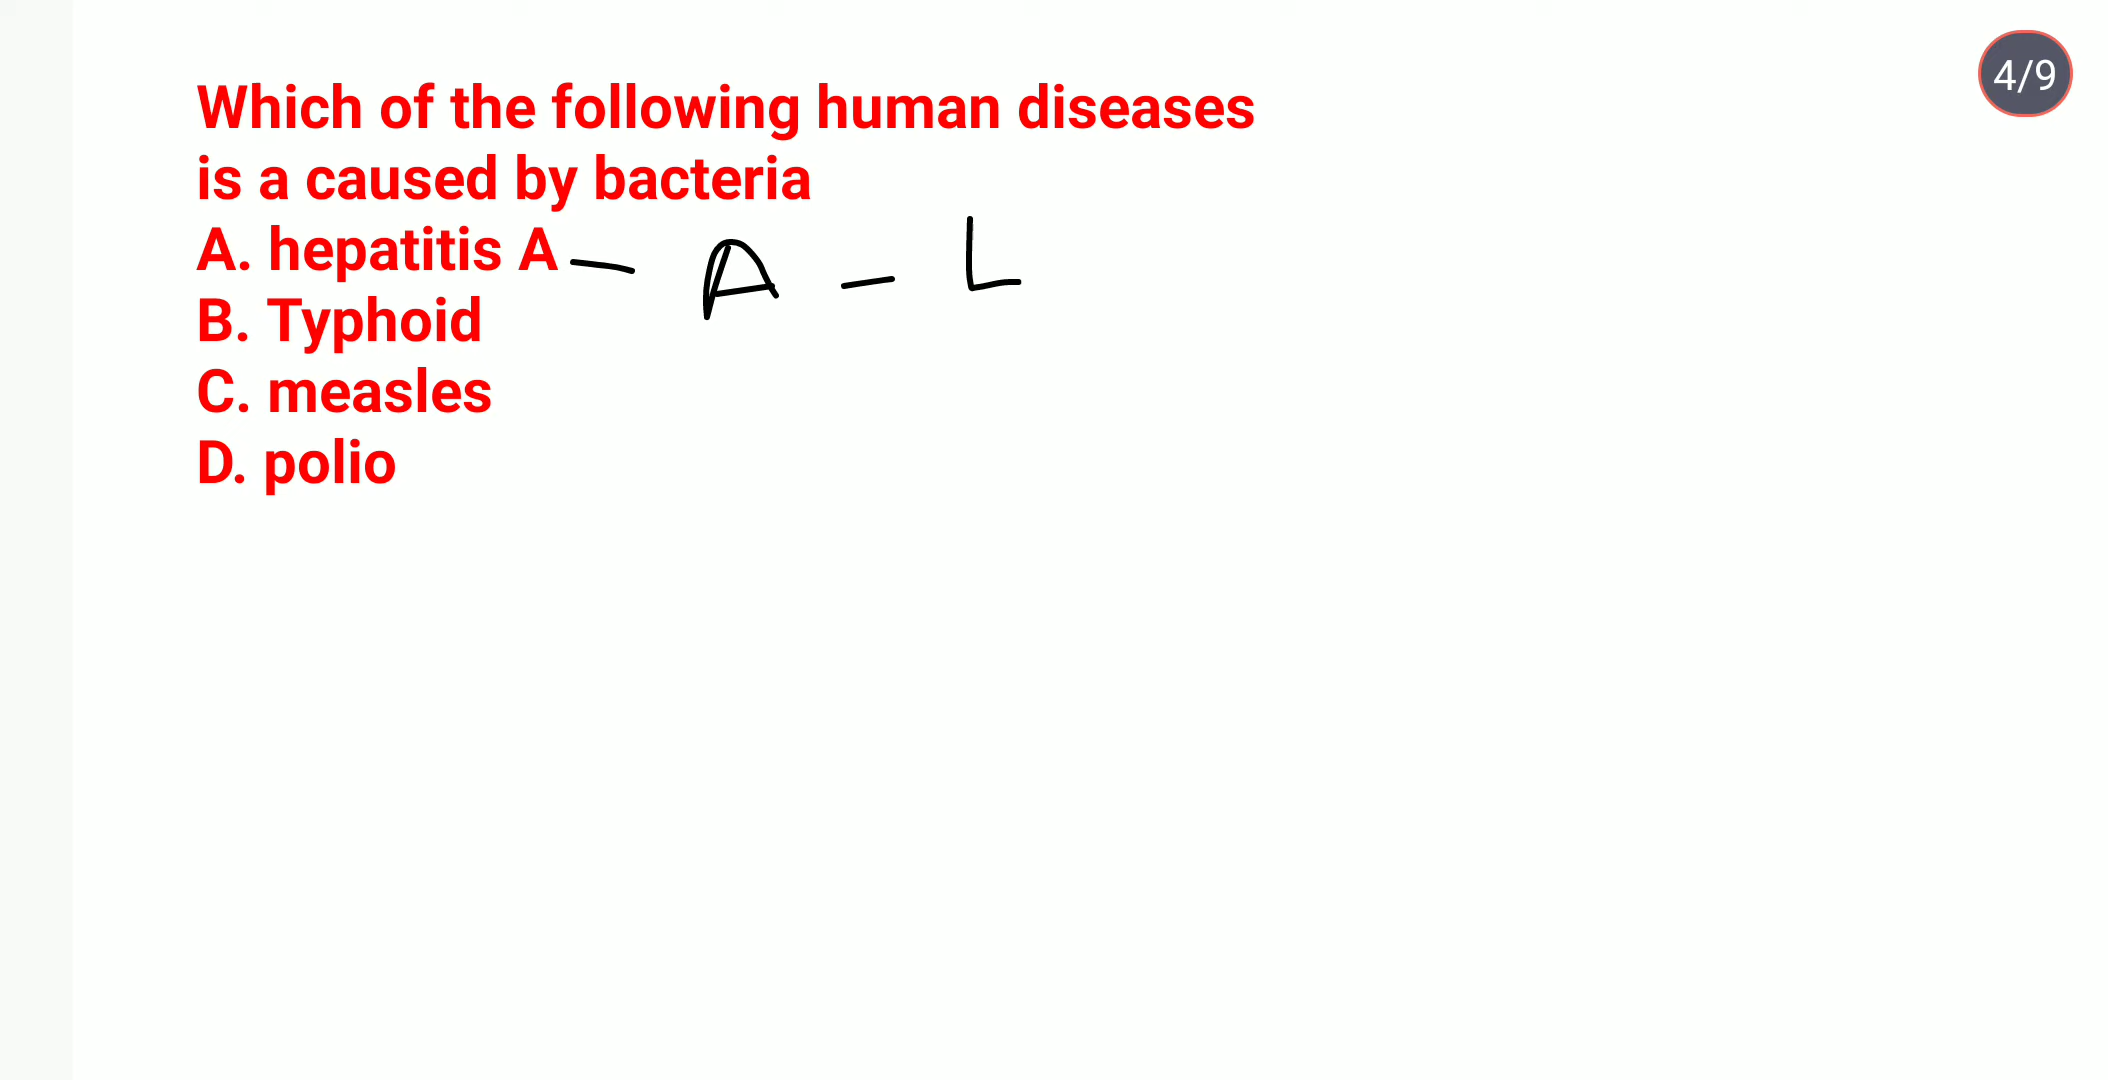 4/9
Which of the following human diseases
is a caused by bacteria
A. hepatitis A - A - L
B. Typhoid
C. measles
D. polio